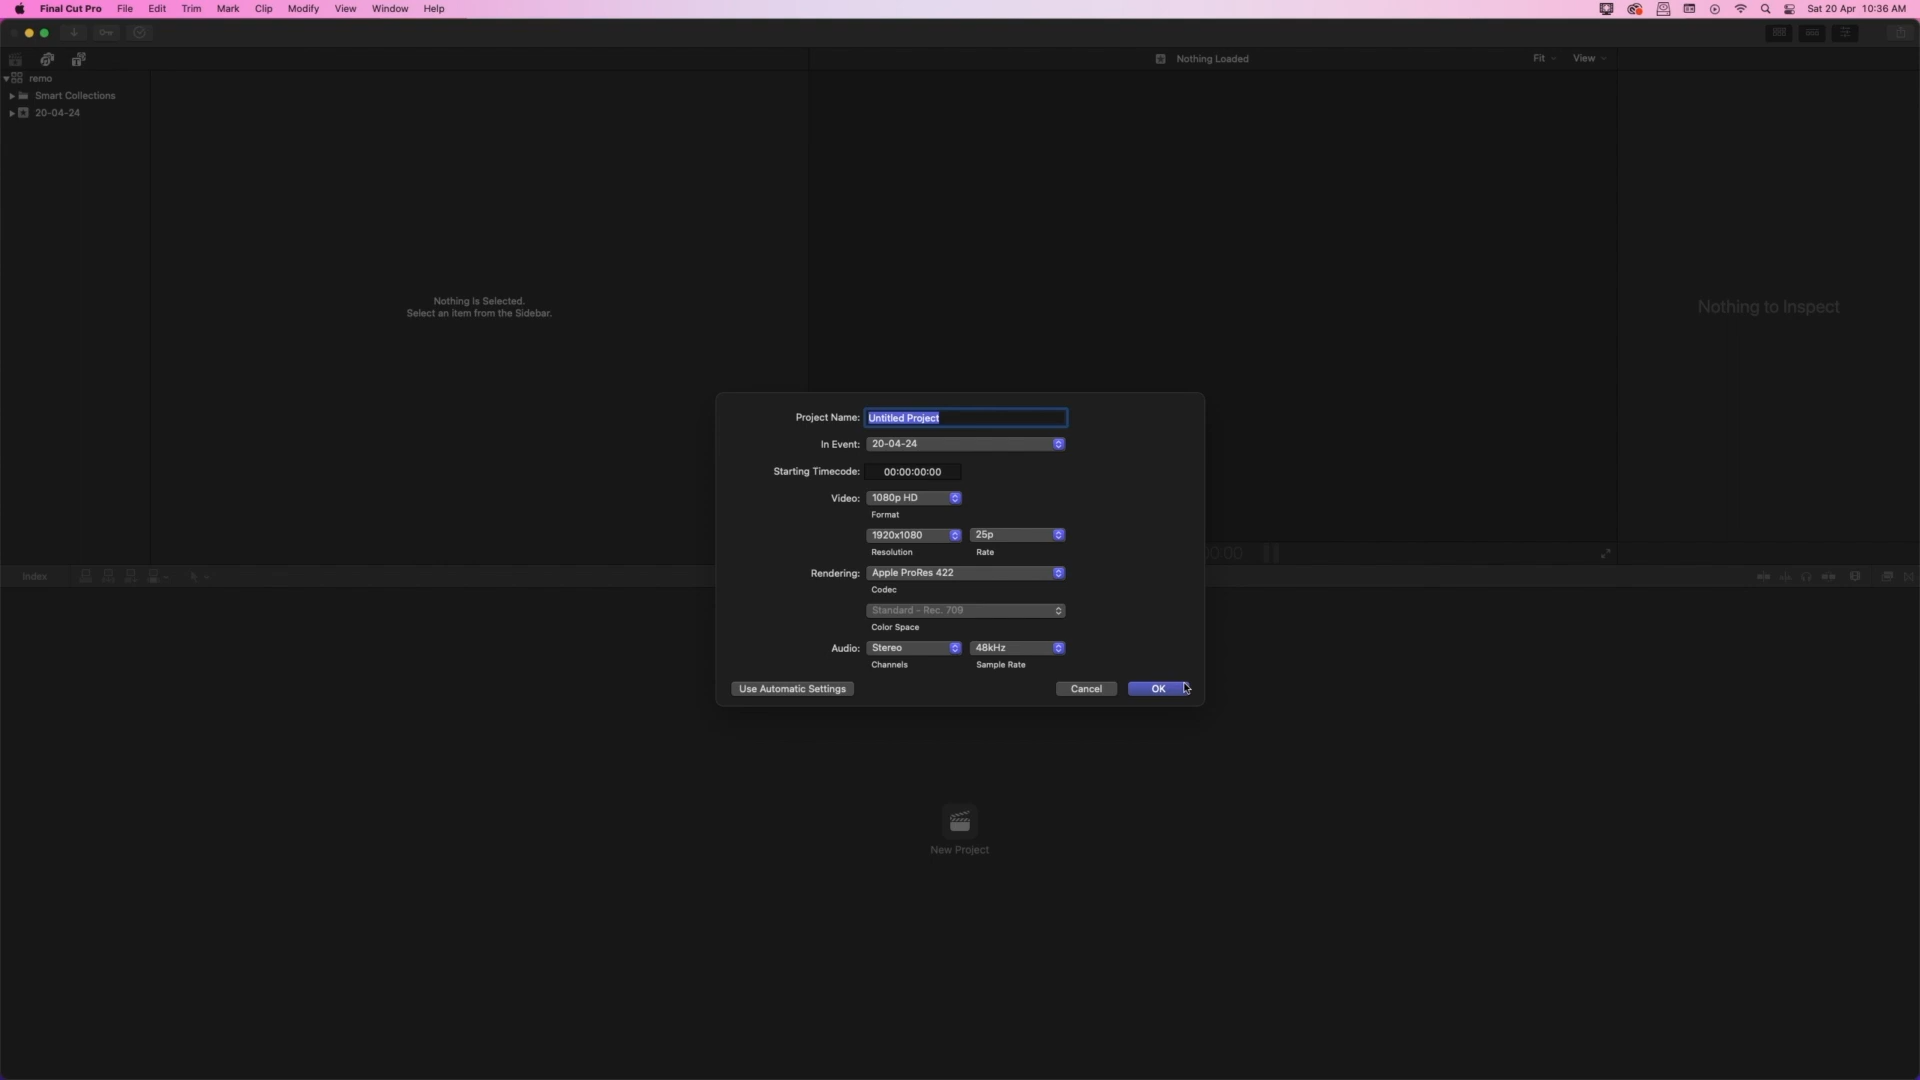 Final Cut Pro File Edit Trim Mark Clip Modify View Window Help Sat 20 Apr 10:36 AM
Nothing Loaded Fit View
remo
Smart Collections
20-04-24
Nothing Is Selected.
Select an item from the Sidebar.
Nothing to Inspect
Project Name: Untitled Project
In Event: 20-04-24
Starting Timecode: 00:00:00:00
Video: 1080p HD
Format
1920x1080 25p
Resolution Rate
Rendering: Apple ProRes 422
Codec
Standard - Rec. 709
Color Space
Audio: Stereo 48kHz
Channels Sample Rate
Use Automatic Settings Cancel OK
Index
New Project